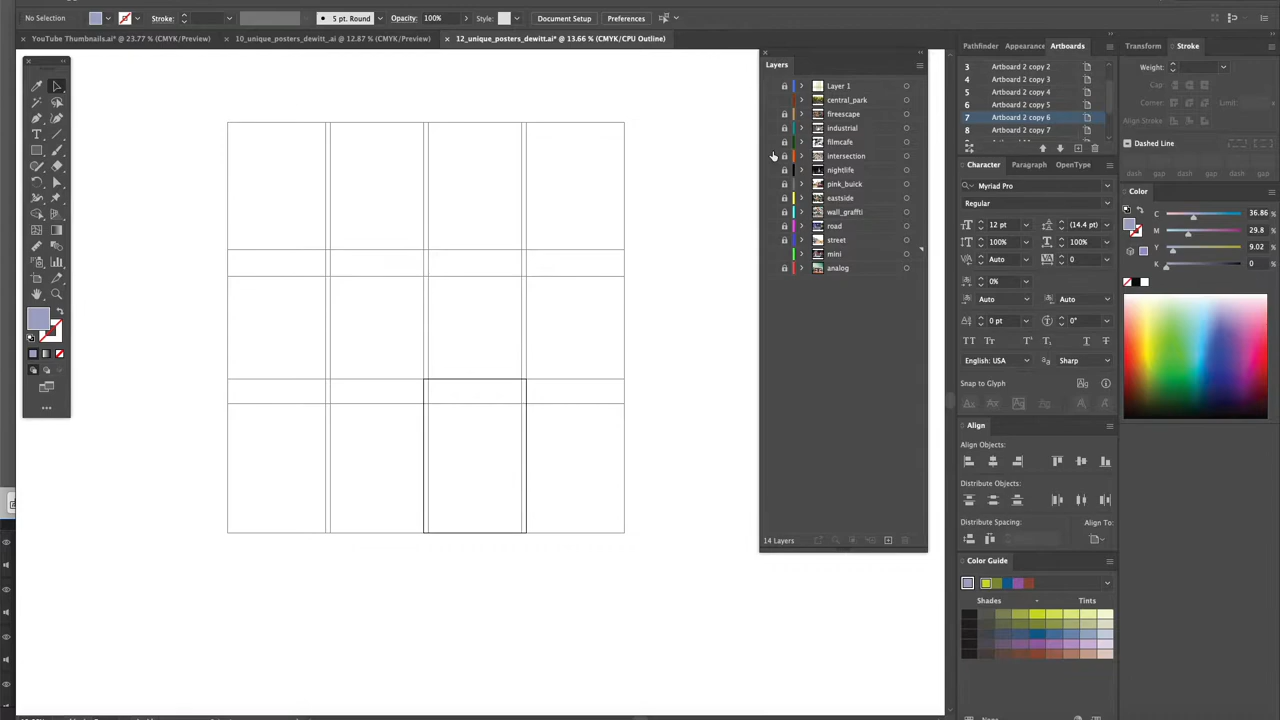 No Selection Stroke: 5 pt. Round Opacity: 100% Style: Document Setup Preferences
YouTube Thumbnails.ai* @ 23.77 % (CMYK/Preview) 10_unique_posters_dewitt_.ai @ 12.87 % (CMYK/Preview) 12_unique_posters_dewitt.ai* @ 13.66 % (CMYK/CPU Outline)
Layers
Layer 1
central_park
fireescape
industrial
filmcafe
intersection
nightlife
pink_buick
eastside
wall_graffti
road
street
mini
analog
14 Layers
Pathfinder Appearance Artboards
3 Artboard 2 copy 2
4 Artboard 2 copy 3
5 Artboard 2 copy 4
6 Artboard 2 copy 5
7 Artboard 2 copy 6
8 Artboard 2 copy 7
Character Paragraph OpenType
Myriad Pro
Regular
12 pt (14.4 pt)
100% 100%
Auto 0
0%
Auto Auto
0 pt 0°
English: USA Sharp
Snap to Glyph
Align
Align Objects:
Distribute Objects:
Distribute Spacing: Align To:
Color Guide
Shades Tints
None
Transform Stroke
Weight:
Cap:
Corner: Limit:
Align Stroke:
Dashed Line
dash gap dash gap dash gap
Color
C 36.86
M 29.8
Y 9.02
K 0
%